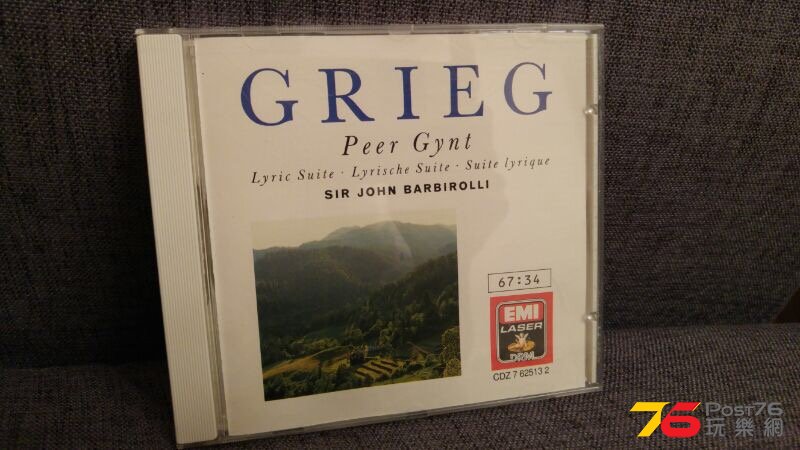 GRIEG
Peer Gynt
Lyric Suite · Lyrische Suite · Suite lyrique
SIR JOHN BARBIROLLI
67:34
EMI
LASER
DRM
CDZ 7 62513 2
76 Post76
玩樂網